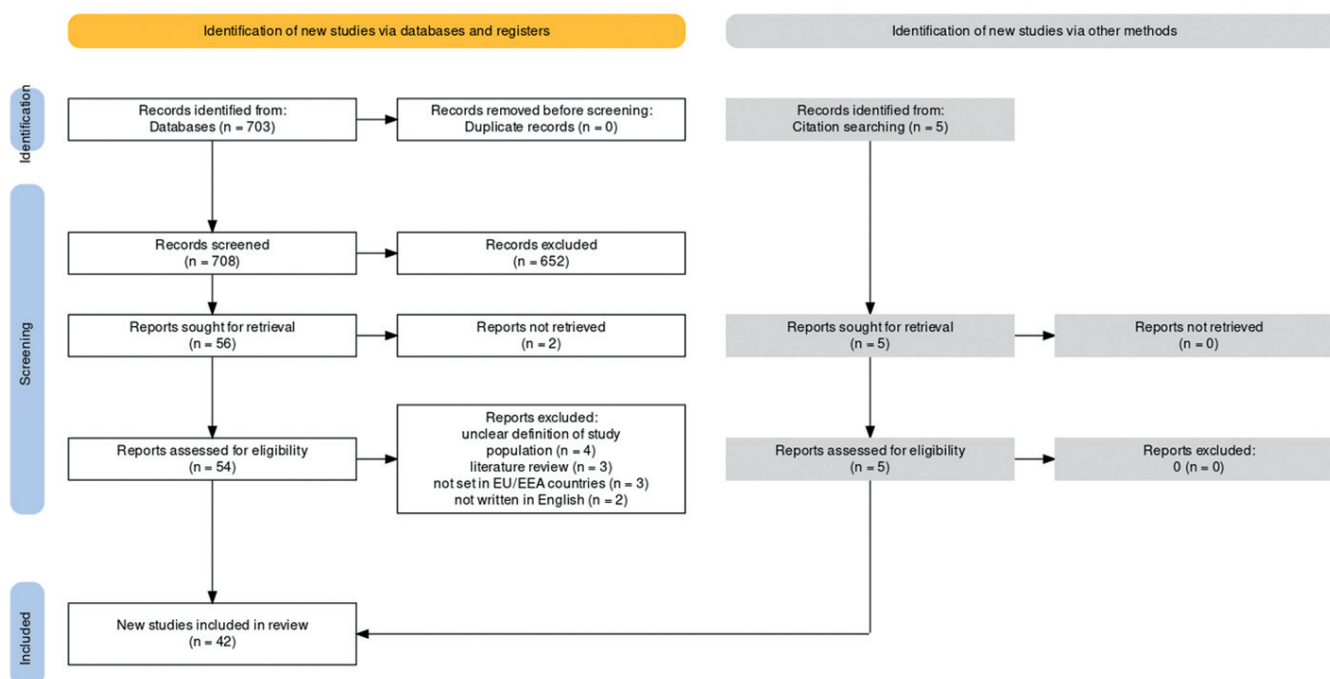 Identification of new studies via databases and registers
Identification of new studies via other methods
Identification
Records identified from:
Databases (n = 703)
Records removed before screening:
Duplicate records (n = 0)
Records identified from:
Citation searching (n = 5)
Screening
Records screened
(n = 708)
Records excluded
(n = 652)
Reports sought for retrieval
(n = 56)
Reports not retrieved
(n = 2)
Reports sought for retrieval
(n = 5)
Reports not retrieved
(n = 0)
Reports assessed for eligibility
(n = 54)
Reports excluded:
unclear definition of study
population (n = 4)
literature review (n = 3)
not set in EU/EEA countries (n = 3)
not written in English (n = 2)
Reports assessed for eligibility
(n = 5)
Reports excluded:
0 (n = 0)
Included
New studies included in review
(n = 42)